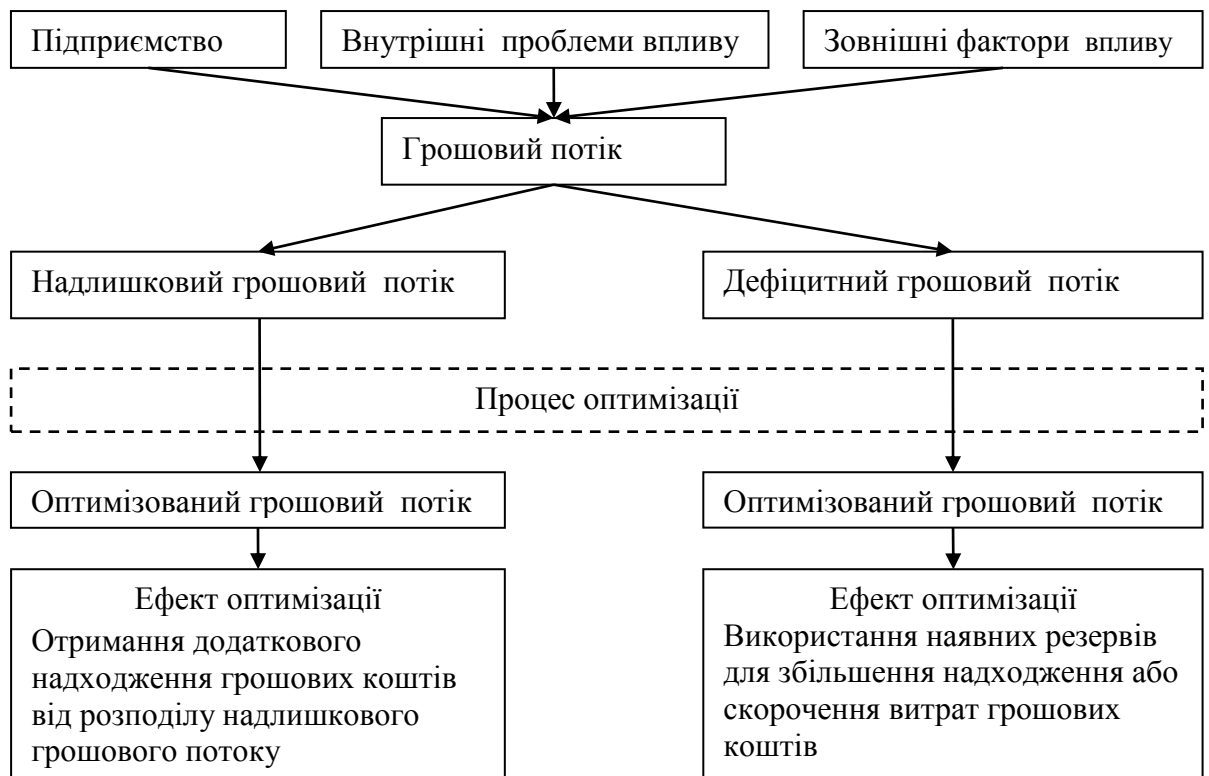 Підприємство
Внутрішні проблеми впливу
Зовнішні фактори впливу
Грошовий потік
Надлишковий грошовий потік
Дефіцитний грошовий потік
Процес оптимізації
Оптимізований грошовий потік
Оптимізований грошовий потік
Ефект оптимізації
Отримання додаткового
надходження грошових коштів
від розподілу надлишкового
грошового потоку
Ефект оптимізації
Використання наявних резервів
для збільшення надходження або
скорочення витрат грошових
коштів